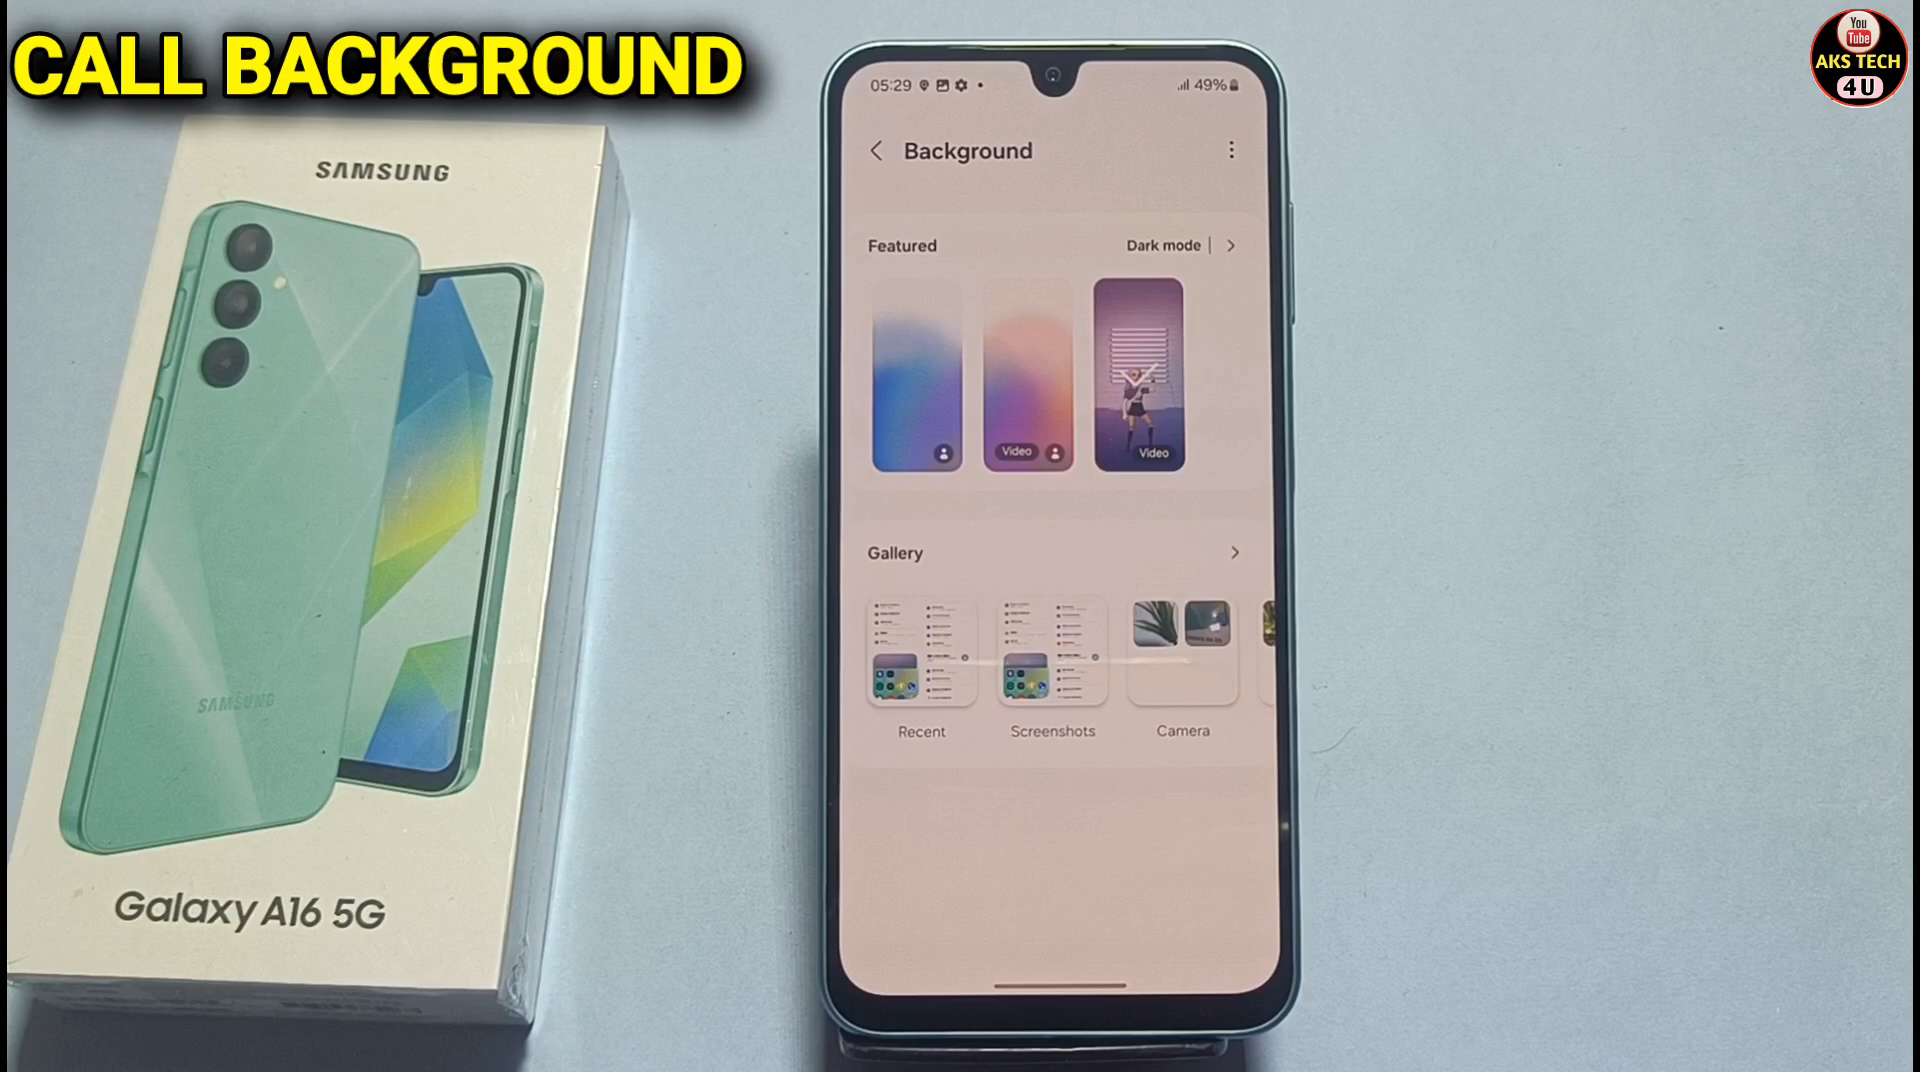 CALL BACKGROUND
You
Tube
AKS TECH
4U
SAMSUNG
SAMSUNG
Galaxy A16 5G
05:29
49%
Background
Featured
Dark mode
Video
Video
Gallery
Recent
Screenshots
Camera